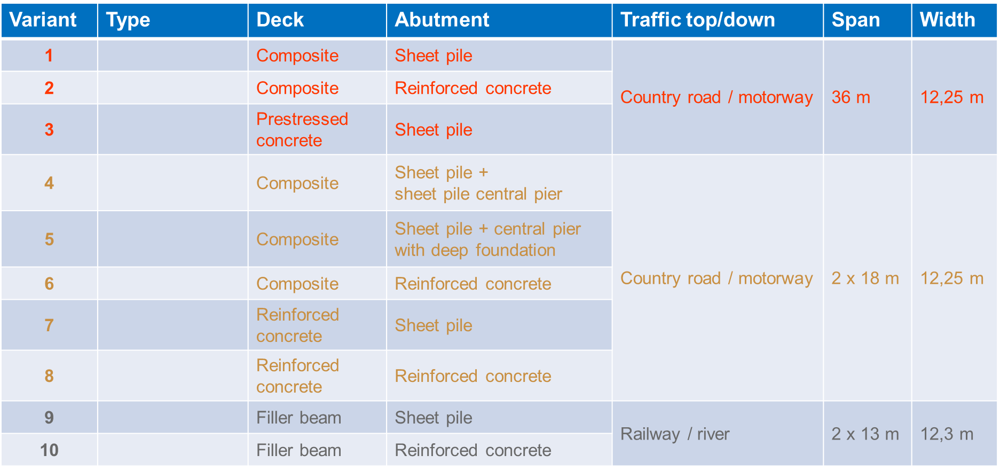 Variant Type Deck Abutment Traffic top/down Span Width
1 Composite Sheet pile
2 Composite Reinforced concrete
Country road / motorway 36 m 12,25 m
3 Prestressed
concrete Sheet pile
4 Composite Sheet pile +
sheet pile central pier
5 Composite Sheet pile + central pier
with deep foundation
6 Composite Reinforced concrete
Country road / motorway 2 x 18 m 12,25 m
7 Reinforced
concrete Sheet pile
8 Reinforced
concrete Reinforced concrete
9 Filler beam Sheet pile
Railway / river 2 x 13 m 12,3 m
10 Filler beam Reinforced concrete